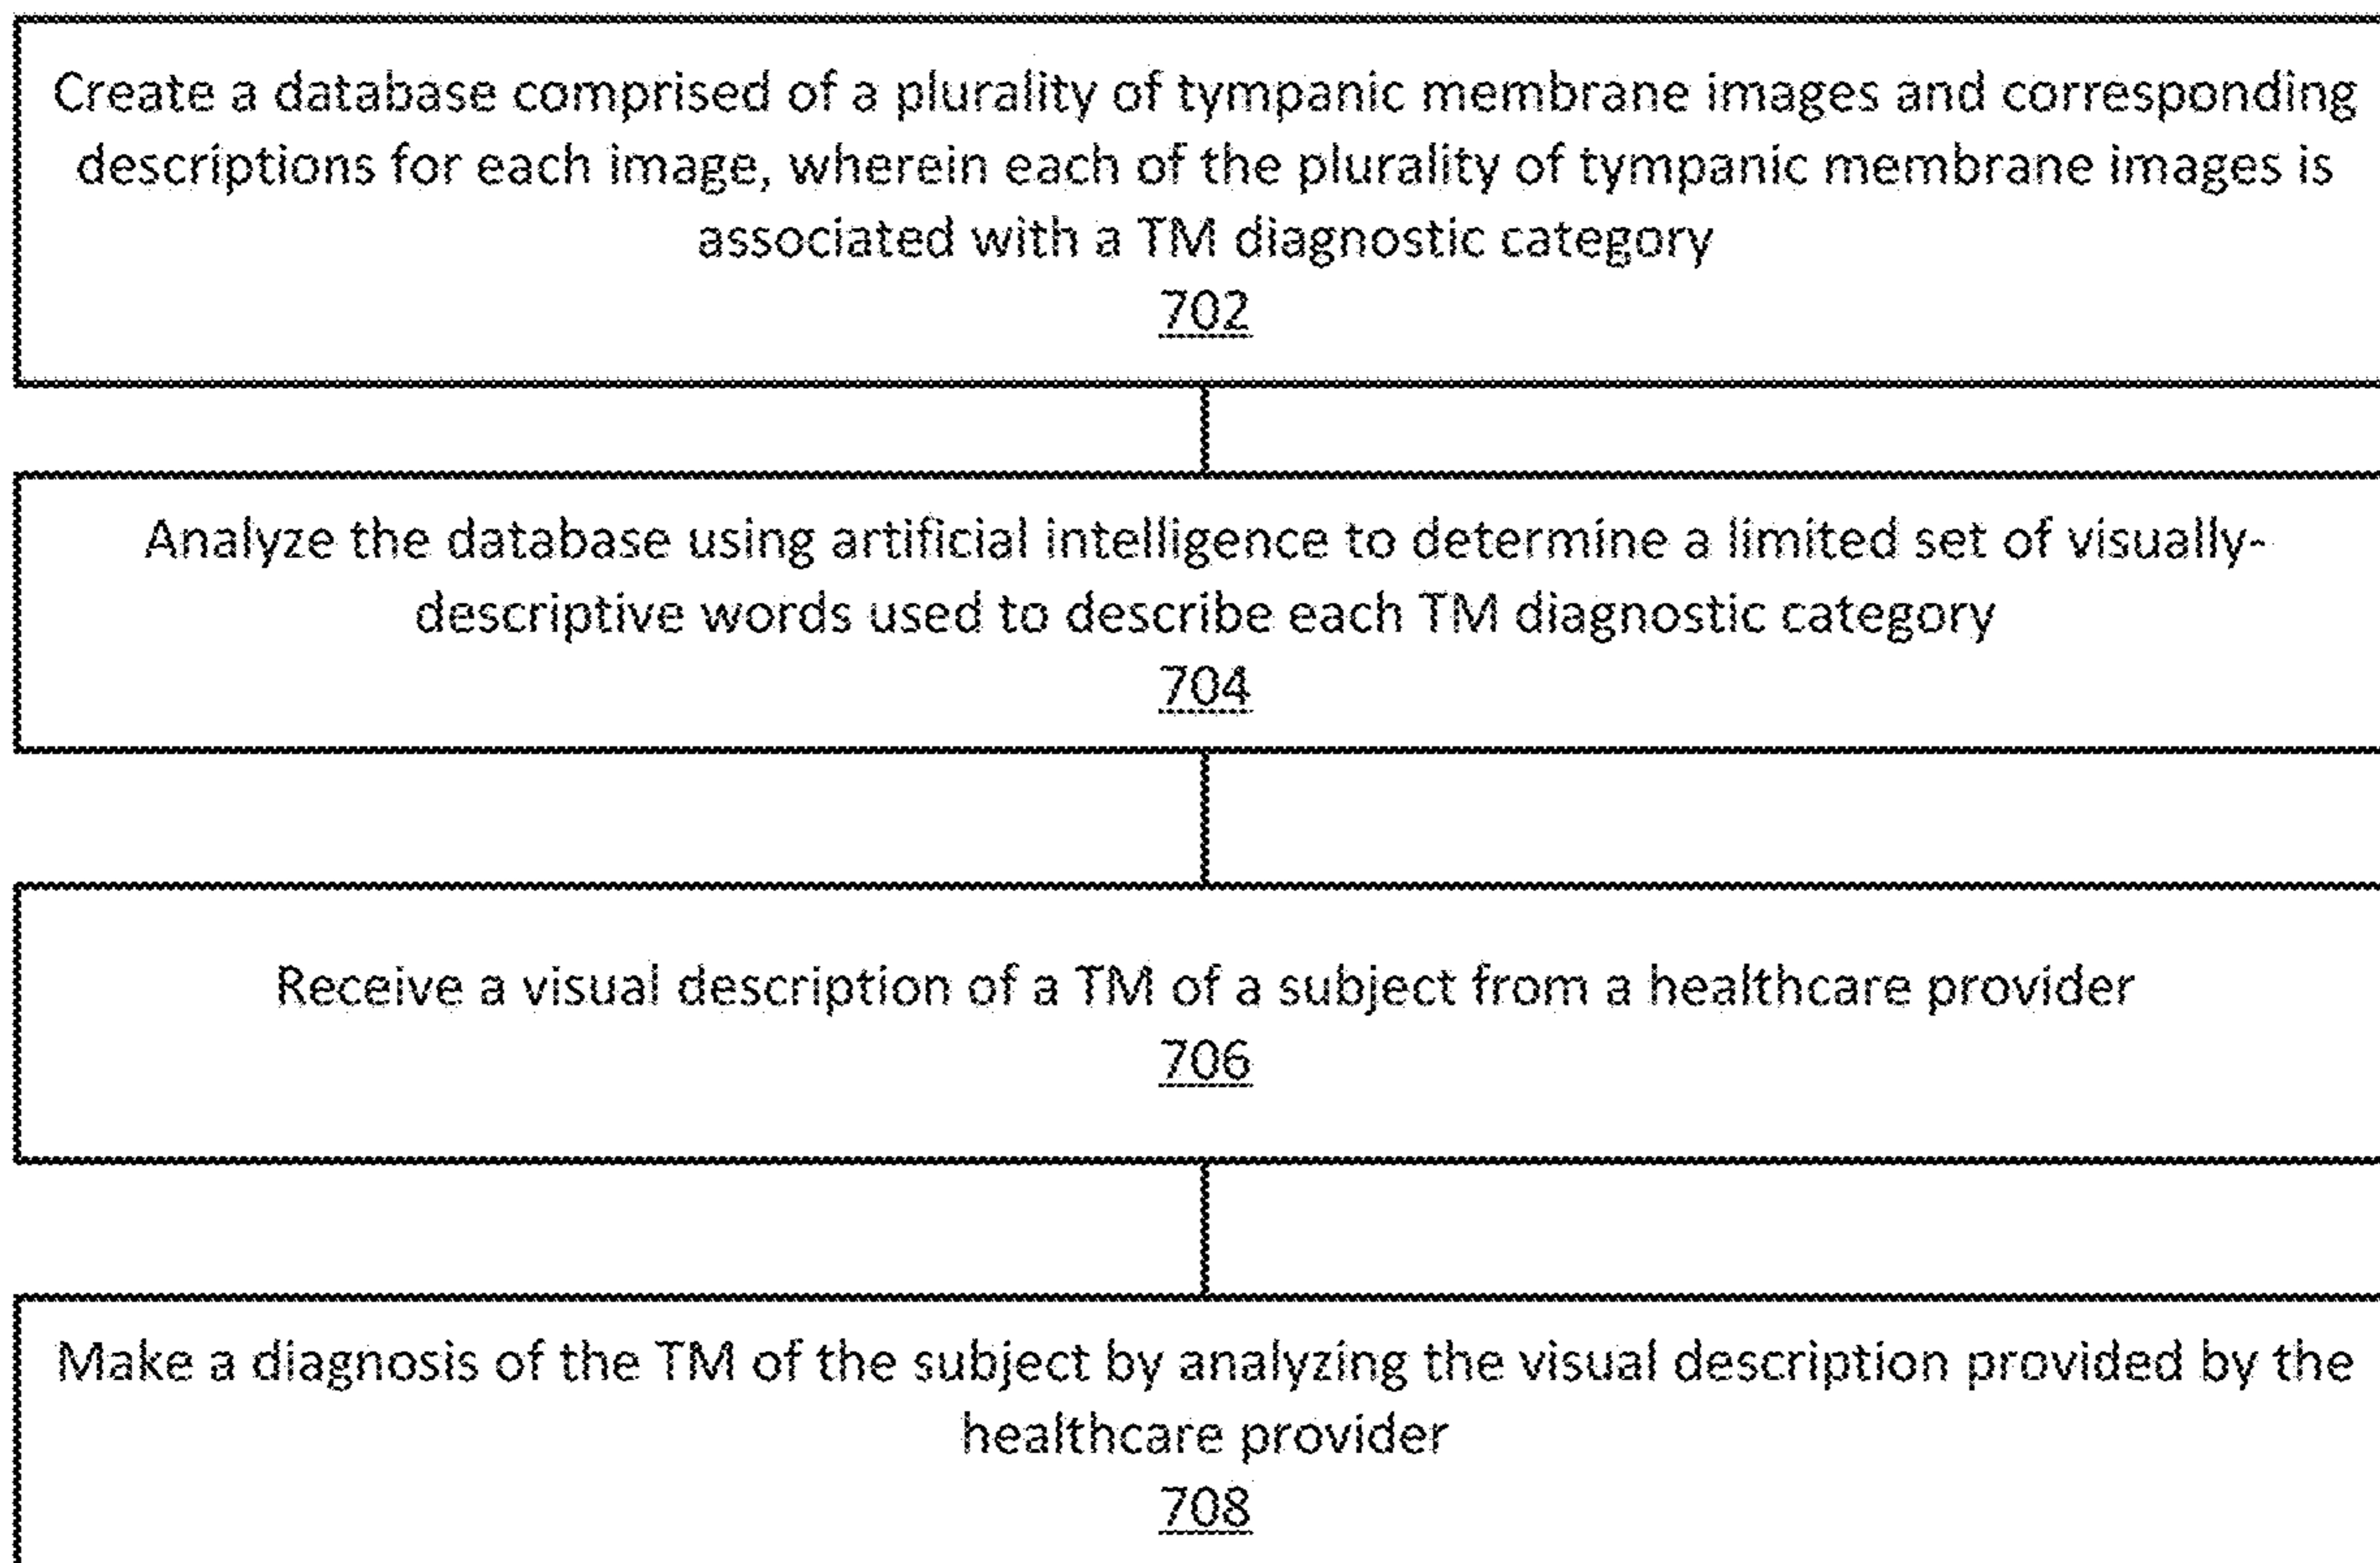 Create a database comprised of a plurality of tympanic membrane images and corresponding
descriptions for each image, wherein each of the plurality of tympanic membrane images is
associated with a TM diagnostic category
702
Analyze the database using artificial intelligence to determine a limited set of visually-
descriptive words used to describe each TM diagnostic category
704
Receive a visual description of a TM of a subject from a healthcare provider
706
Make a diagnosis of the TM of the subject by analyzing the visual description provided by the
healthcare provider
708